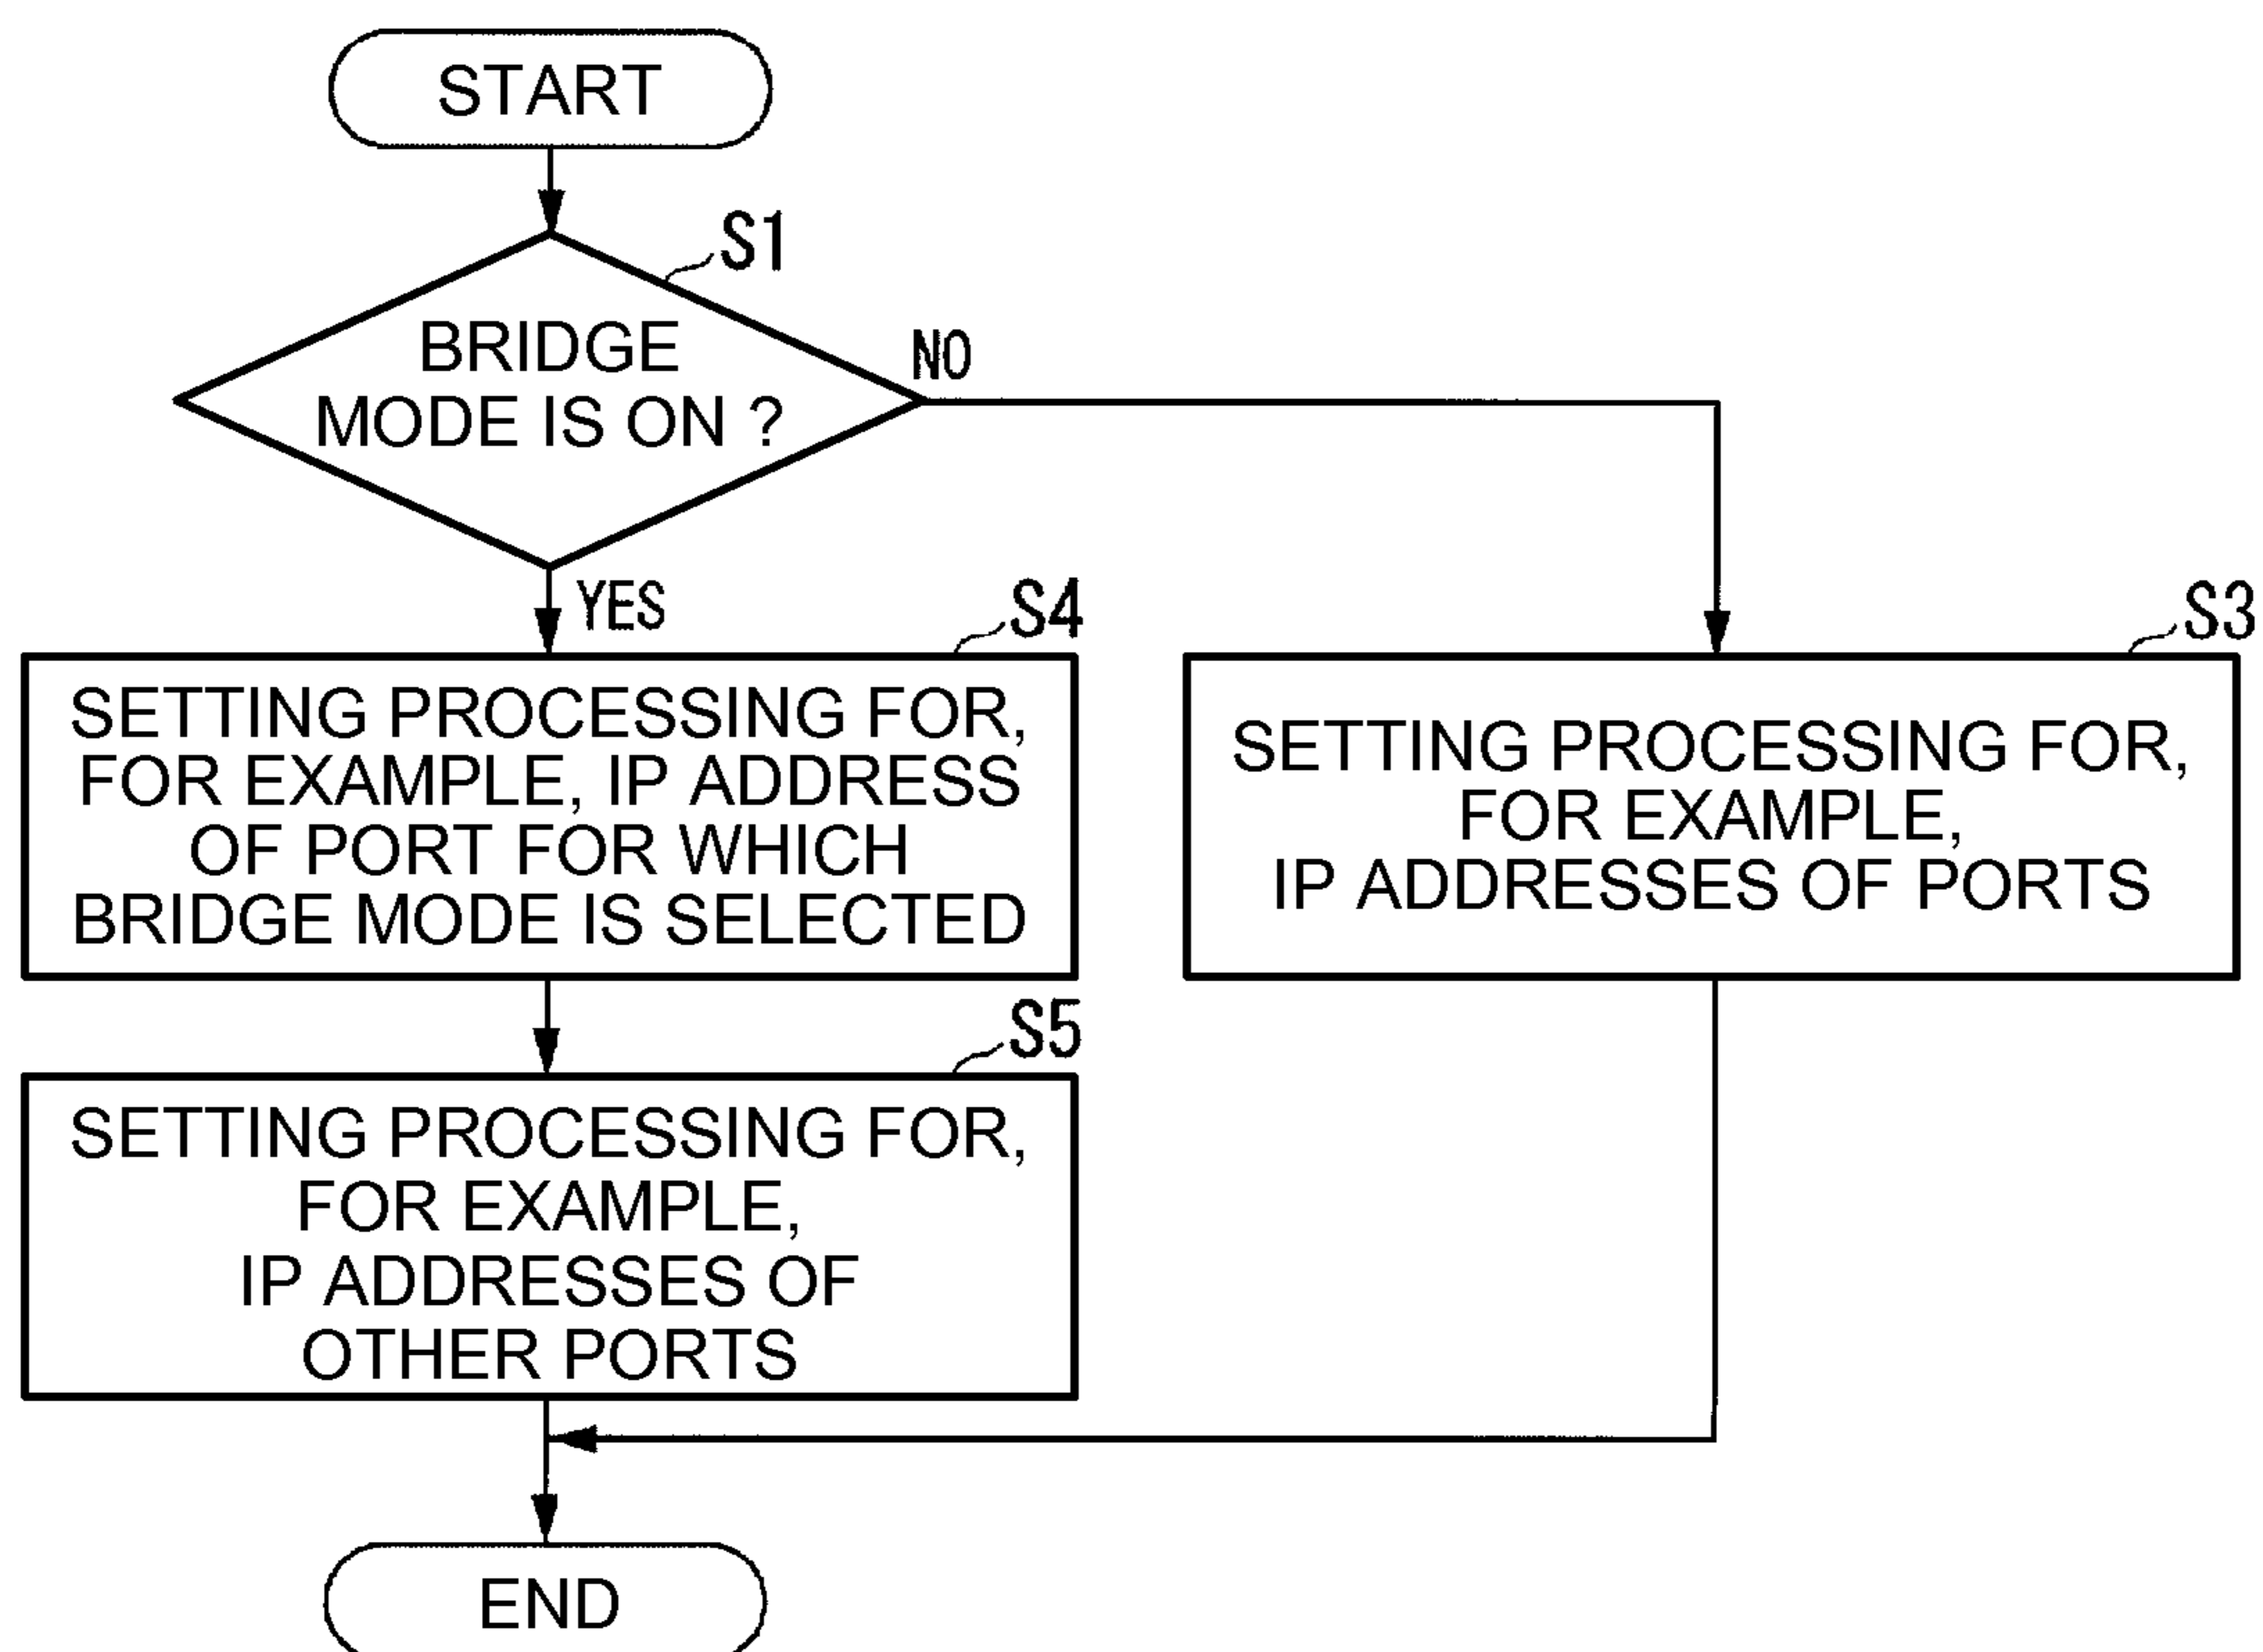 START
S1
BRIDGE
MODE IS ON ?
NO
YES
S4
SETTING PROCESSING FOR,
FOR EXAMPLE, IP ADDRESS
OF PORT FOR WHICH
BRIDGE MODE IS SELECTED
S3
SETTING PROCESSING FOR,
FOR EXAMPLE,
IP ADDRESSES OF PORTS
S5
SETTING PROCESSING FOR,
FOR EXAMPLE,
IP ADDRESSES OF
OTHER PORTS
END